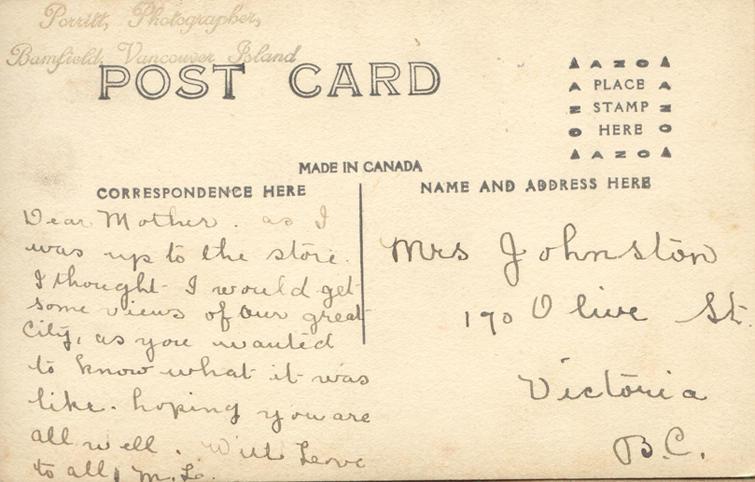 Porritt, Photographer,
Bamfield, Vancouver Island
POST CARD
AZO
PLACE
STAMP
HERE
AZO
MADE IN CANADA
CORRESPONDENCE HERE
NAME AND ADDRESS HERE
Dear Mother. as I
was up to the store.
I thought I would get
some views of our great
City, as you wanted
to know what it was
like. hoping you are
all well. With Love
to all, M. L.
Mrs Johnston
170 Olive St.
Victoria
B.C.